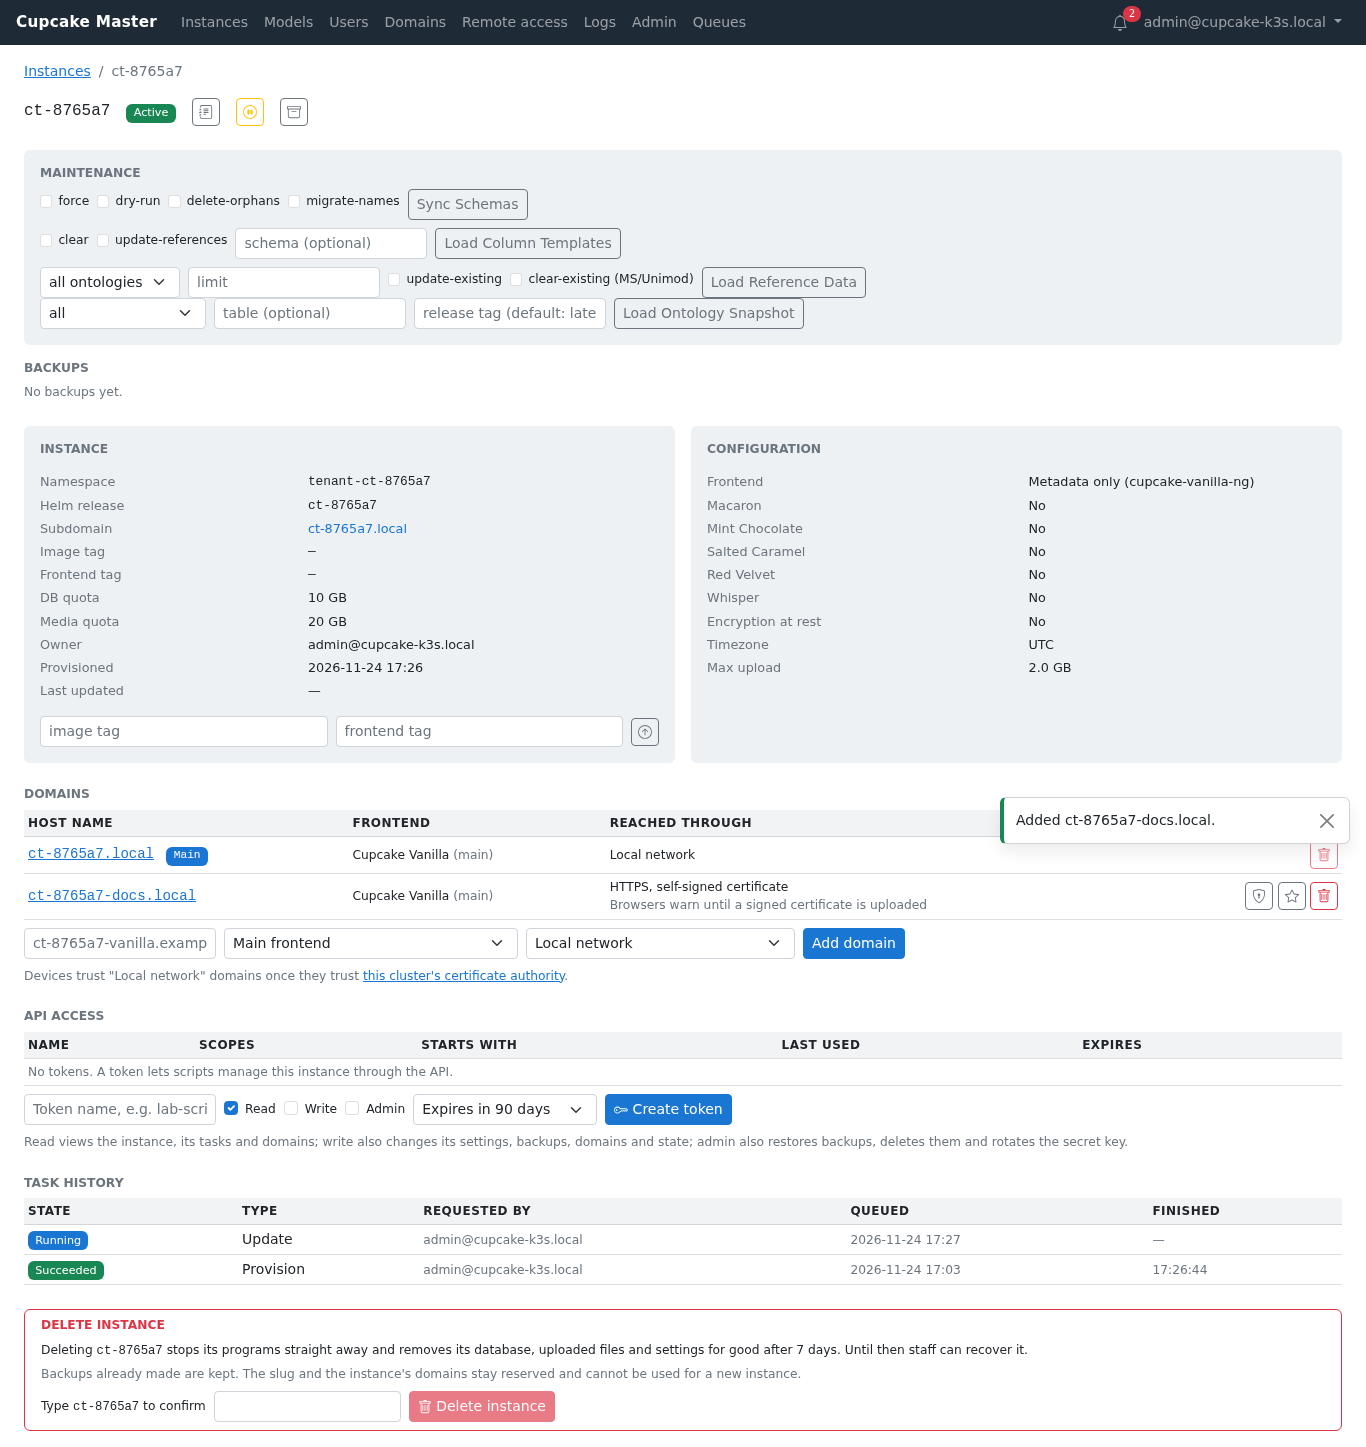 Cupcake Master Instances Models Users Domains Remote access Logs Admin Queues 2 admin@cupcake-k3s.local
Instances / ct-8765a7
ct-8765a7 Active
MAINTENANCE
force dry-run delete-orphans migrate-names Sync Schemas
clear update-references schema (optional) Load Column Templates
all ontologies limit update-existing clear-existing (MS/Unimod) Load Reference Data
all table (optional) release tag (default: late Load Ontology Snapshot
BACKUPS
No backups yet.
INSTANCE
Namespace tenant-ct-8765a7
Helm release ct-8765a7
Subdomain ct-8765a7.local
Image tag —
Frontend tag —
DB quota 10 GB
Media quota 20 GB
Owner admin@cupcake-k3s.local
Provisioned 2026-11-24 17:26
Last updated —
image tag frontend tag
CONFIGURATION
Frontend Metadata only (cupcake-vanilla-ng)
Macaron No
Mint Chocolate No
Salted Caramel No
Red Velvet No
Whisper No
Encryption at rest No
Timezone UTC
Max upload 2.0 GB
DOMAINS
HOST NAME FRONTEND REACHED THROUGH
Added ct-8765a7-docs.local.
ct-8765a7.local Main Cupcake Vanilla (main) Local network
ct-8765a7-docs.local Cupcake Vanilla (main) HTTPS, self-signed certificate
Browsers warn until a signed certificate is uploaded
ct-8765a7-vanilla.examp Main frontend Local network Add domain
Devices trust "Local network" domains once they trust this cluster's certificate authority.
API ACCESS
NAME SCOPES STARTS WITH LAST USED EXPIRES
No tokens. A token lets scripts manage this instance through the API.
Token name, e.g. lab-scri Read Write Admin Expires in 90 days Create token
Read views the instance, its tasks and domains; write also changes its settings, backups, domains and state; admin also restores backups, deletes them and rotates the secret key.
TASK HISTORY
STATE TYPE REQUESTED BY QUEUED FINISHED
Running Update admin@cupcake-k3s.local 2026-11-24 17:27 —
Succeeded Provision admin@cupcake-k3s.local 2026-11-24 17:03 17:26:44
DELETE INSTANCE
Deleting ct-8765a7 stops its programs straight away and removes its database, uploaded files and settings for good after 7 days. Until then staff can recover it.
Backups already made are kept. The slug and the instance's domains stay reserved and cannot be used for a new instance.
Type ct-8765a7 to confirm Delete instance